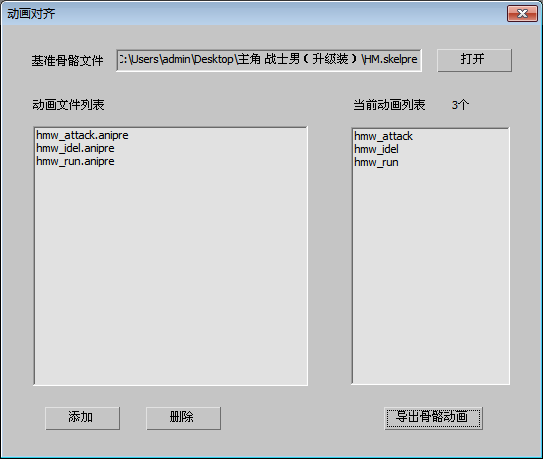 动画对齐
基准骨骼文件 C:\Users\admin\Desktop\主角 战士男（升级装）\HM.skelpre 打开
动画文件列表 当前动画列表 3个
hmw_attack.anipre
hmw_idel.anipre
hmw_run.anipre
hmw_attack
hmw_idel
hmw_run
添加 删除 导出骨骼动画